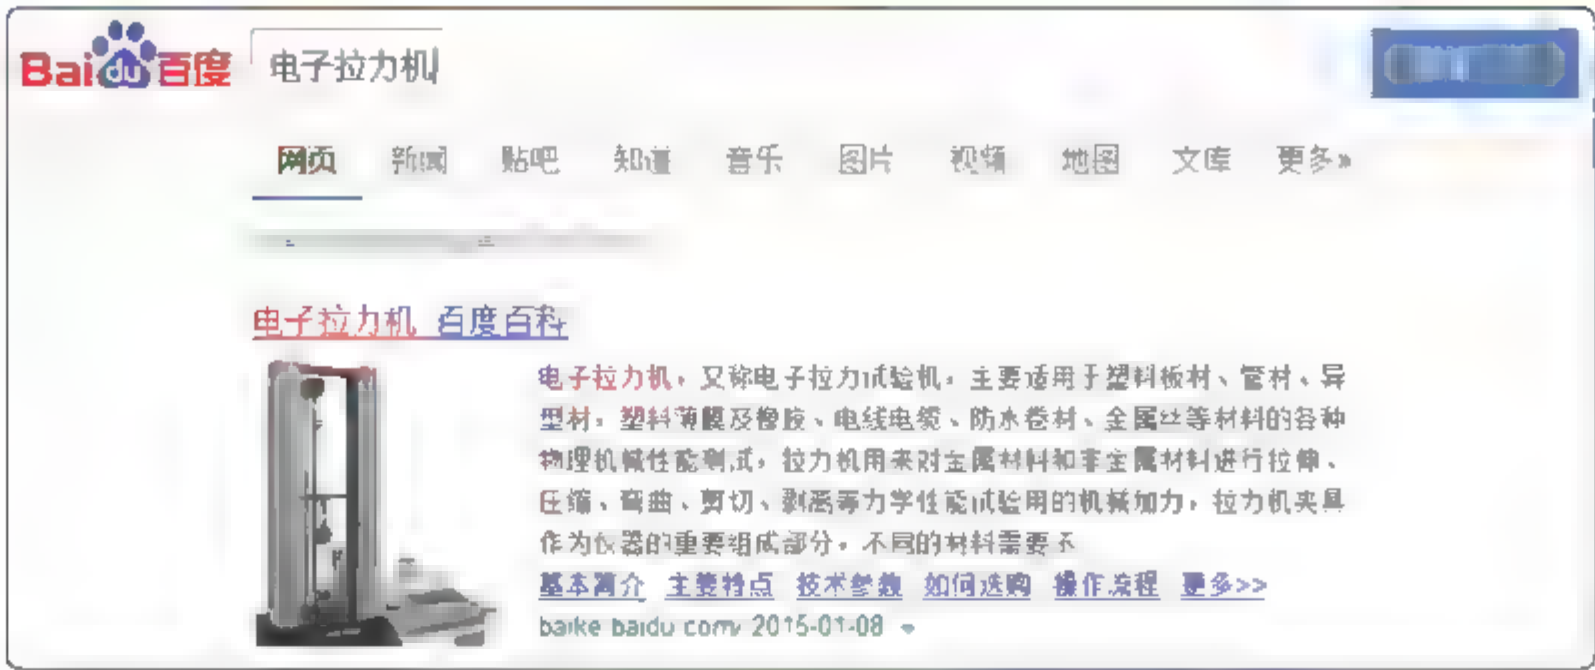 Baidu百度 电子拉力机
网页 新闻 贴吧 知道 音乐 图片 视频 地图 文库 更多»
电子拉力机_百度百科
电子拉力机，又称电子拉力试验机，主要适用于塑料板材、管材、异
型材，塑料薄膜及橡胶、电线电缆、防水卷材、金属丝等材料的各种
物理机械性能测试，拉力机用来对金属材料和非金属材料进行拉伸、
压缩、弯曲、剪切、剥离等力学性能试验用的机械加力，拉力机夹具
作为仪器的重要组成部分，不同的材料需要不
基本简介 主要特点 技术参数 如何选购 操作流程 更多>>
baike.baidu.com/ 2015-01-08